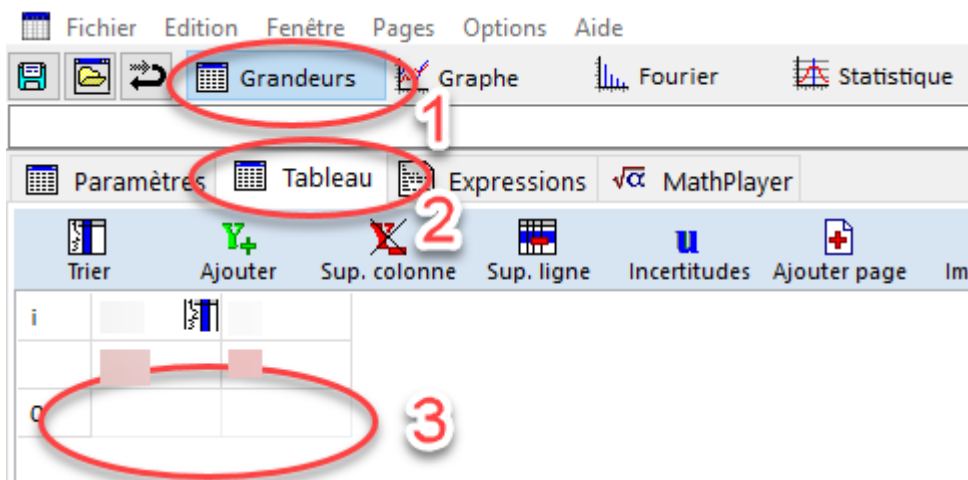 Fichier Edition Fenêtre Pages Options Aide
Grandeurs Graphe Fourier Statistique
1
Paramètres Tableau Expressions √α MathPlayer
2
Y+ Y u
Trier Ajouter Sup. colonne Sup. ligne Incertitudes Ajouter page Im
i
0
3